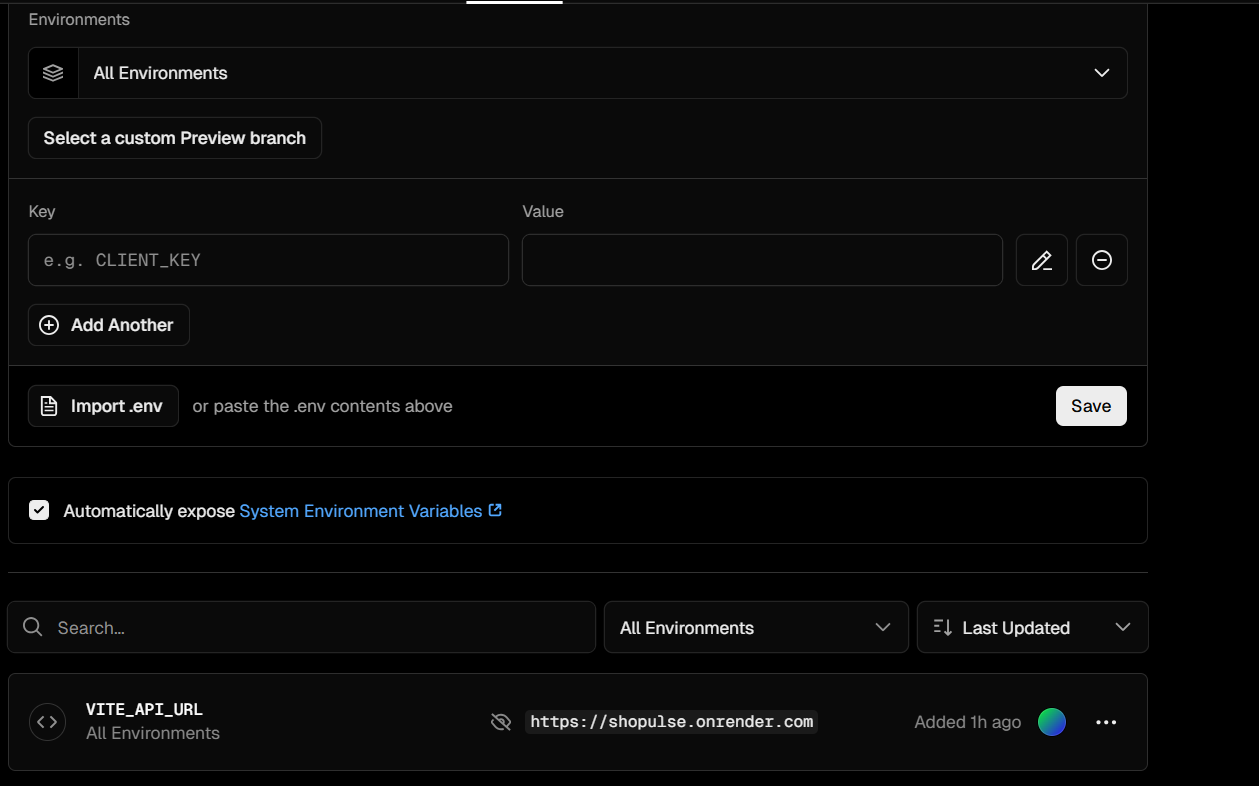 Environments
All Environments
Select a custom Preview branch
Key Value
e.g. CLIENT_KEY
Add Another
Import .env or paste the .env contents above Save
Automatically expose System Environment Variables
Search... All Environments Last Updated
VITE_API_URL
All Environments
https://shopulse.onrender.com Added 1h ago